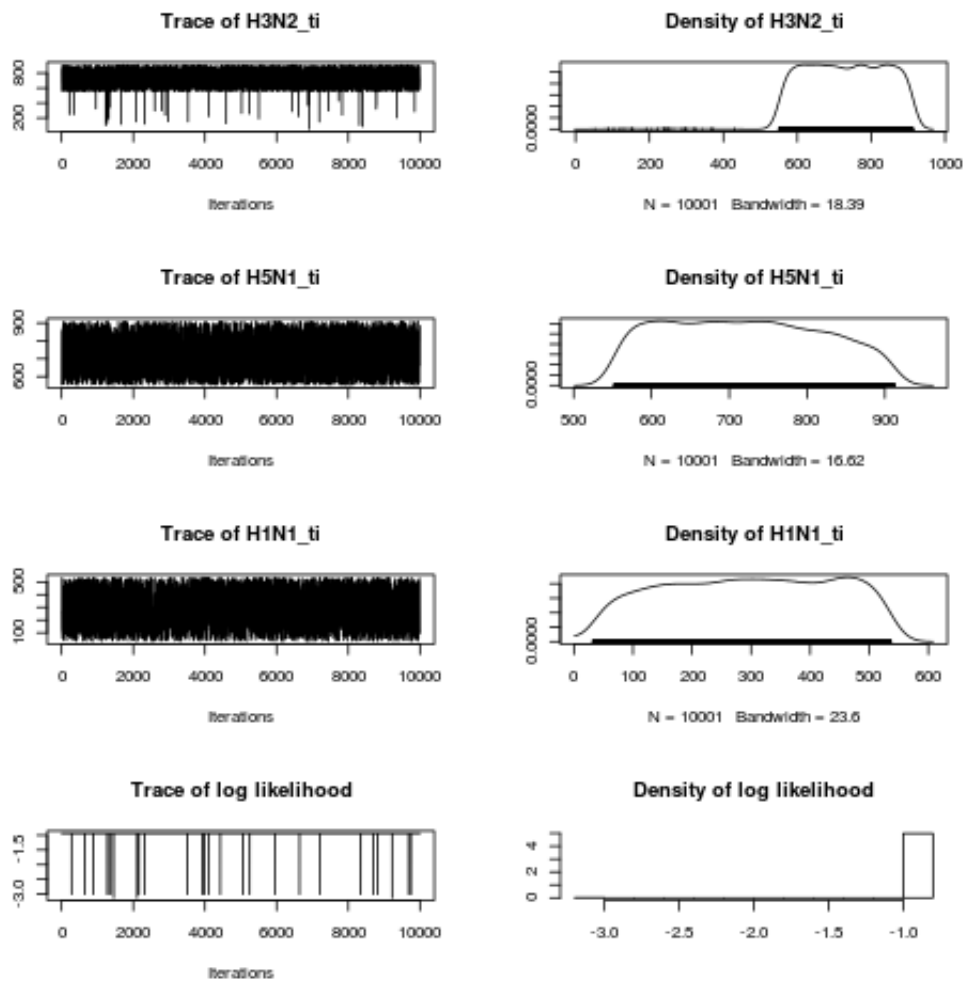 Trace of H3N2_ti
Density of H3N2_ti
800
200
0 2000 4000 6000 8000 10000
Iterations
0.0000
0 200 400 600 800 1000
N = 10001 Bandwidth = 18.39
Trace of H5N1_ti
Density of H5N1_ti
900
600
0 2000 4000 6000 8000 10000
Iterations
0.0000
500 600 700 800 900
N = 10001 Bandwidth = 16.62
Trace of H1N1_ti
Density of H1N1_ti
500
100
0 2000 4000 6000 8000 10000
Iterations
0.0000
0 100 200 300 400 500 600
N = 10001 Bandwidth = 23.6
Trace of log likelihood
Density of log likelihood
-1.5
-3.0
0 2000 4000 6000 8000 10000
Iterations
4
2
0
-3.0 -2.5 -2.0 -1.5 -1.0